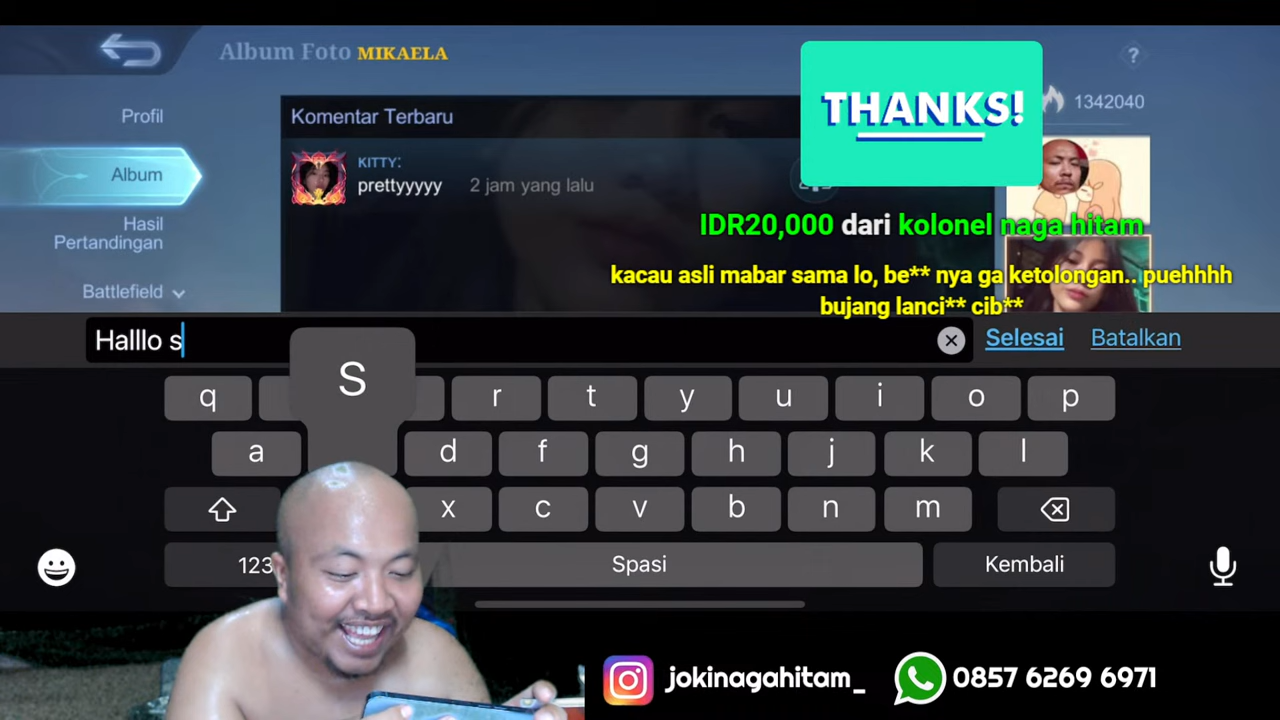 Album Foto MIKAELA
?
Profil
Komentar Terbaru
THANKS!
1342040
Album
KITTY:
prettyyyyy 2 jam yang lalu
Hasil
Pertandingan
IDR20,000 dari kolonel naga hitam
Battlefield
kacau asli mabar sama lo, be** nya ga ketolongan.. puehhhh
bujang lanci** cib**
Halllo s
Selesai Batalkan
S
q r t y u i o p
a d f g h j k l
x c v b n m
123 Spasi Kembali
jokinagahitam_ 0857 6269 6971